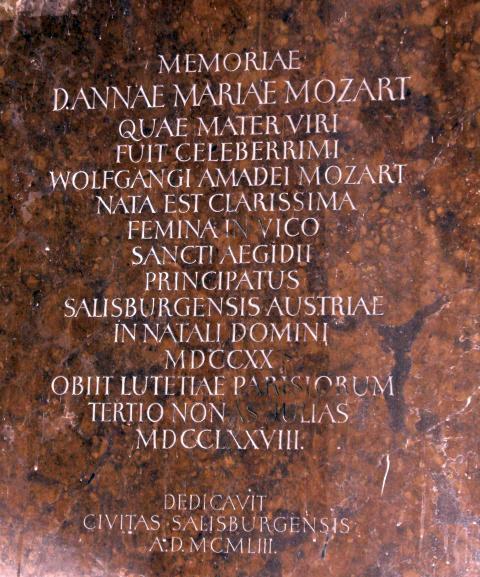 MEMORIAE
D. ANNAE MARIAE MOZART
QUAE MATER VIRI
FUIT CELEBERRIMI
WOLFGANGI AMADEI MOZART
NATA EST CLARISSIMA
FEMINA IN VICO
SANCTI AEGIDII
PRINCIPATUS
SALISBURGENSIS AUSTRIAE
IN NATALI DOMINI
MDCCXX
OBIIT LUTETIAE PARISIORUM
TERTIO NONAS JULIAS
MDCCLXXVIII.
DEDICAVIT
CIVITAS SALISBURGENSIS
A.D. MCMLIII.